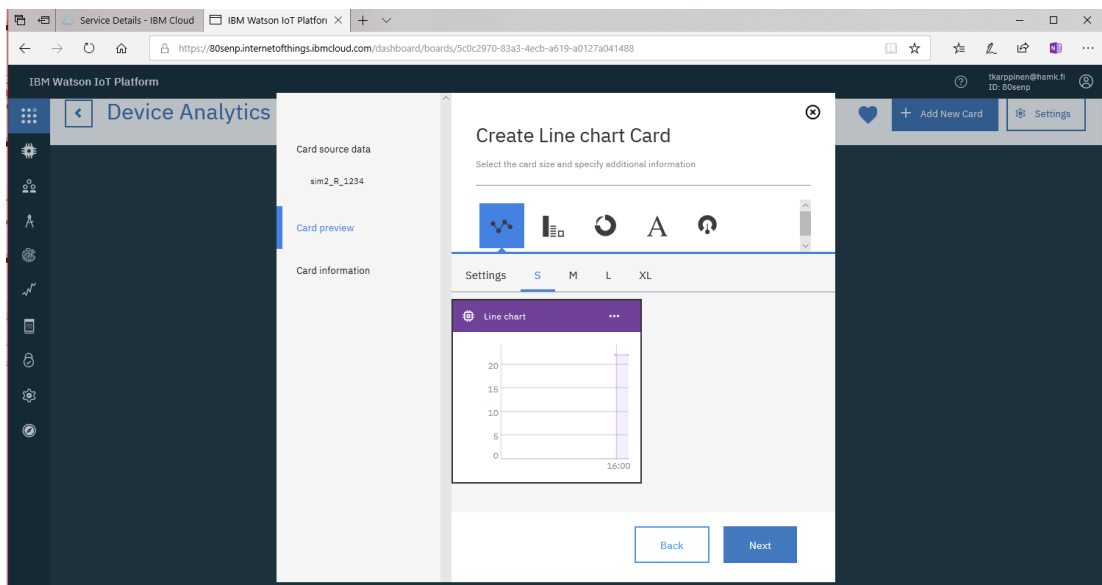 Service Details - IBM Cloud
IBM Watson IoT Platform
https://80senp.internetofthings.ibmcloud.com/dashboard/boards/5c0c2970-83a3-4ecb-a619-a0127da041488
IBM Watson IoT Platform
tkarppinen@hamk.fi
ID: 80senp
Device Analytics
Add New Card
Settings
Card source data
sim2_R_1234
Card preview
Card information
Create Line chart Card
Select the card size and specify additional information
A
Settings S M L XL
Line chart
20
15
10
5
0
16:00
Back
Next